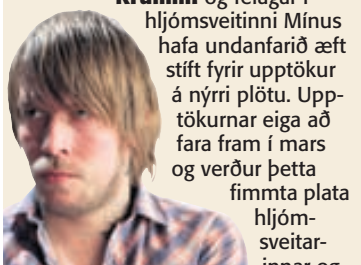 og félagar í
hljómsveitinni Mínus
hafa undanfarið æft
stíft fyrir upptökur
á nýrri plötu. Upp-
tökurnar eiga að
fara fram í mars
og verður þetta
fimmta plata
hljóm-
sveitar-
innar og